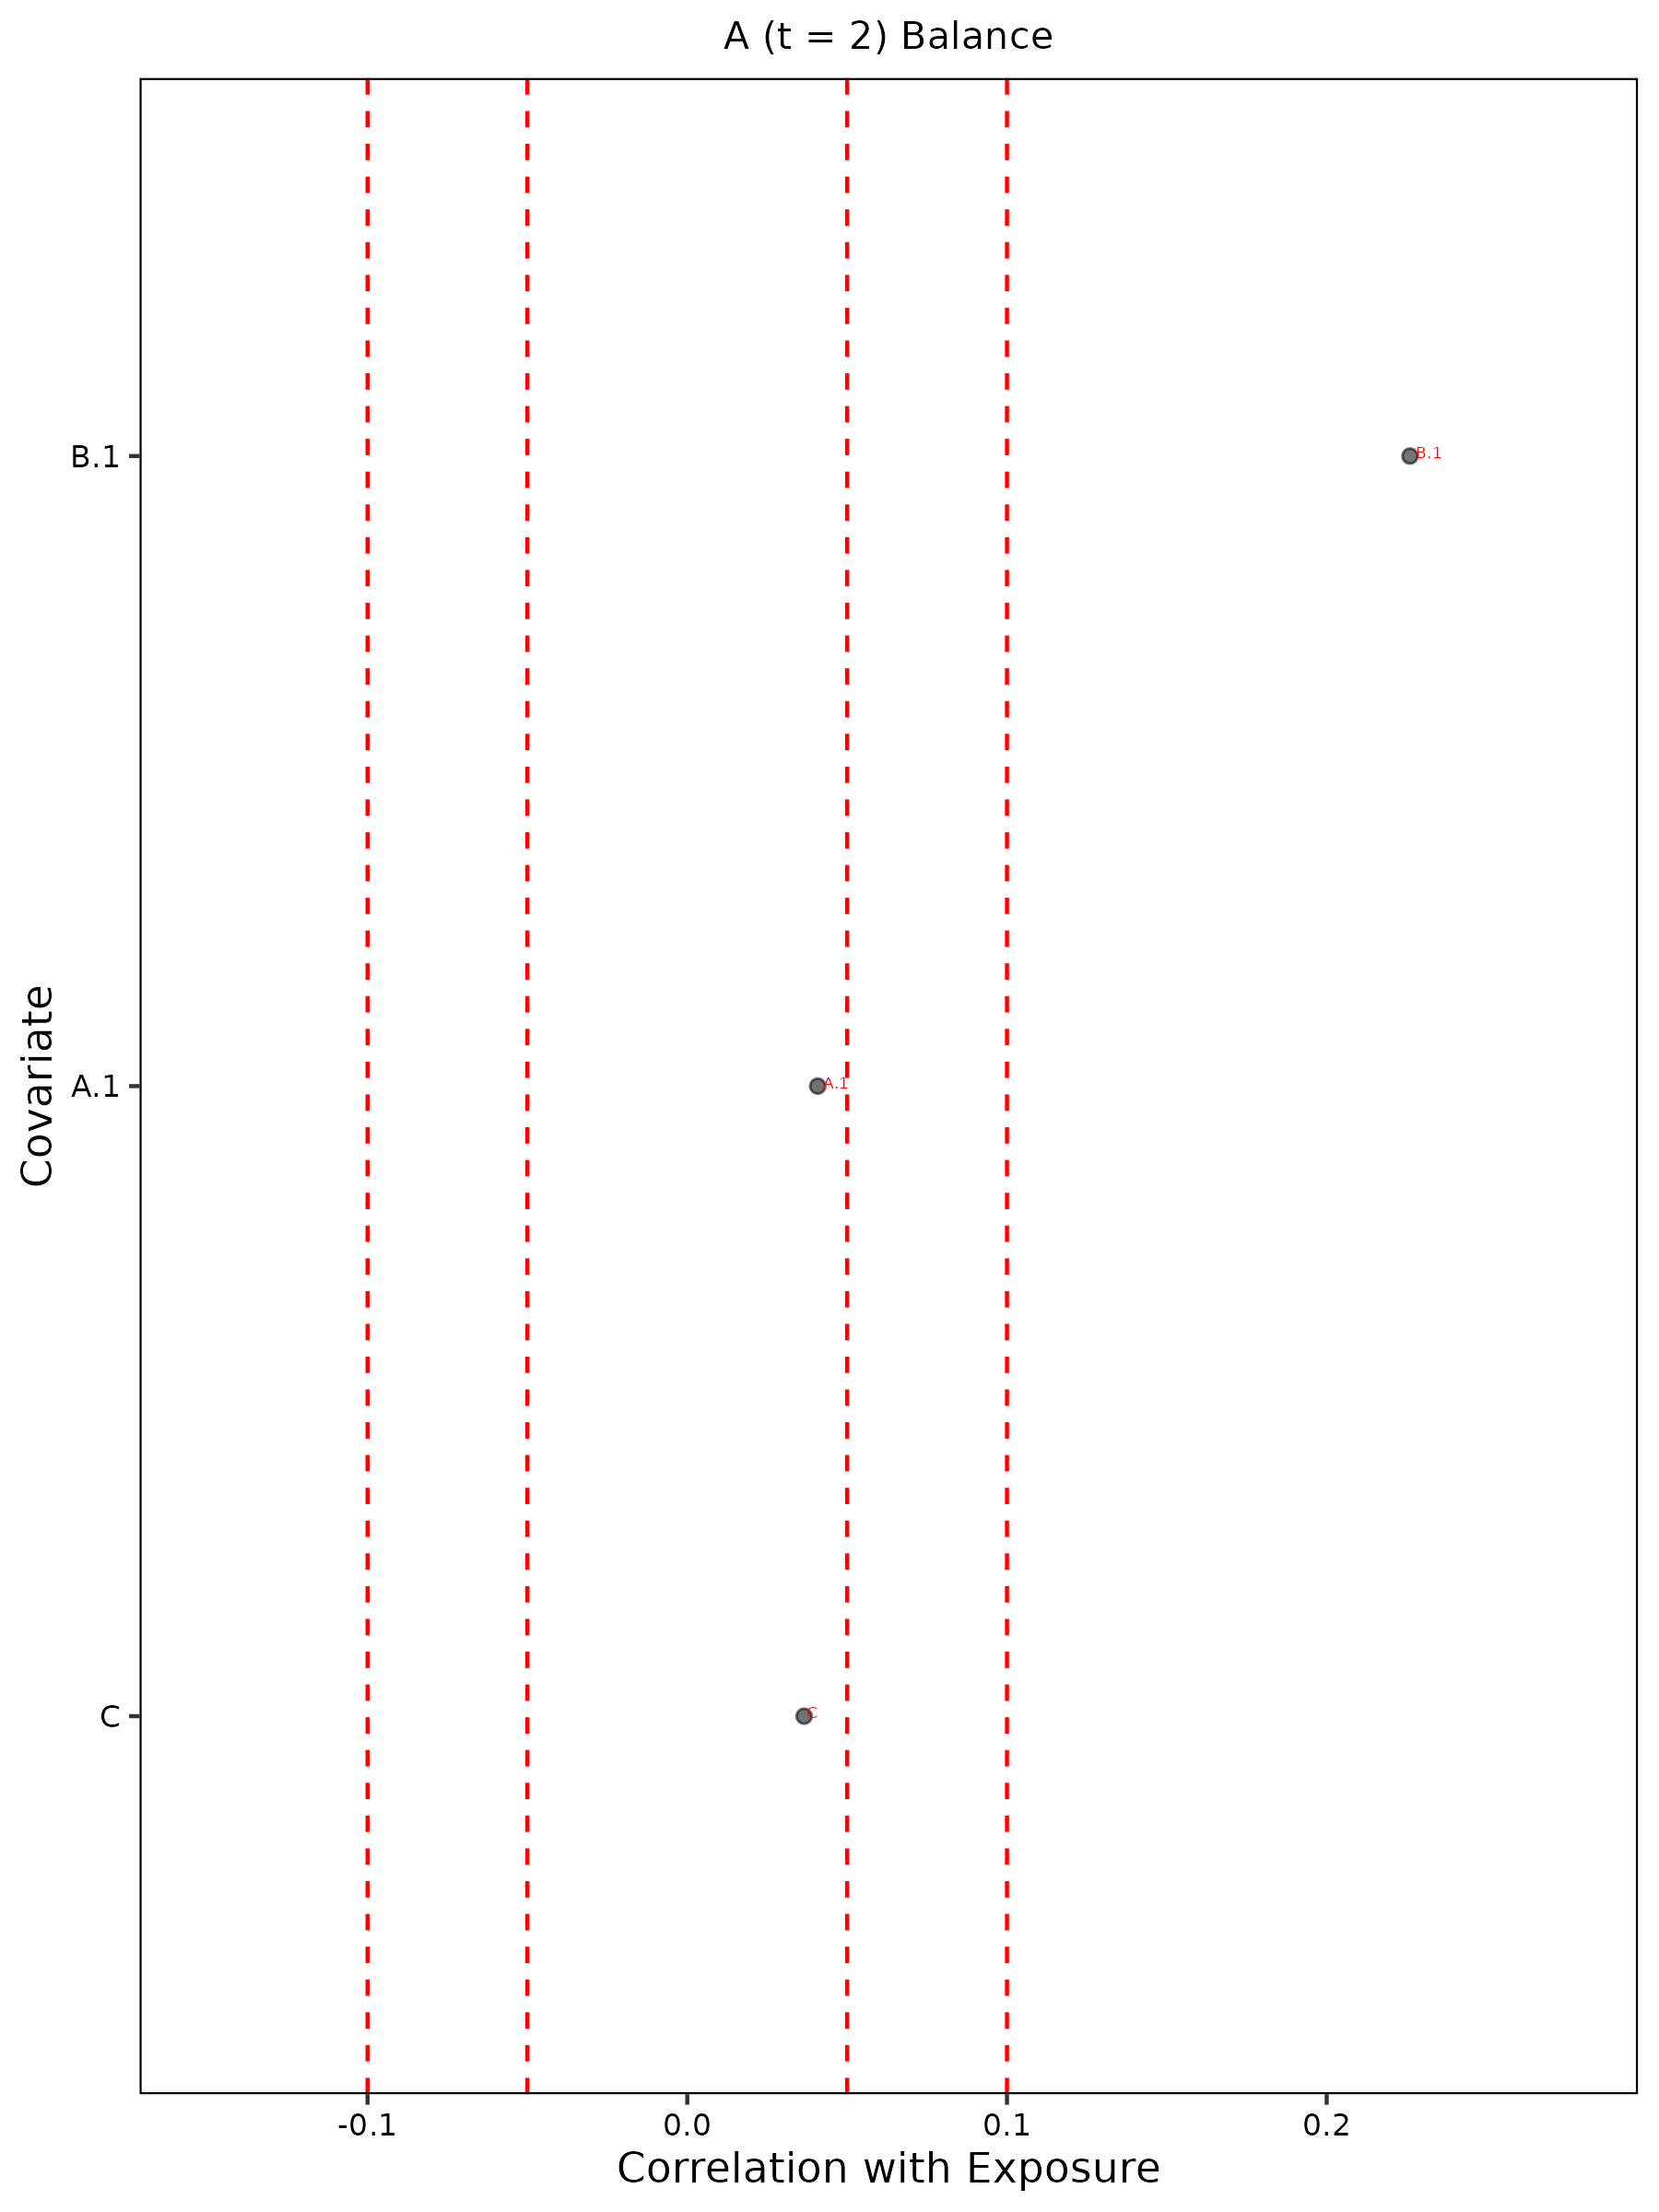 A (t = 2) Balance
B.1
B.1
Covariate
A.1
A.1
C
C
-0.1
0.0
0.1
0.2
Correlation with Exposure